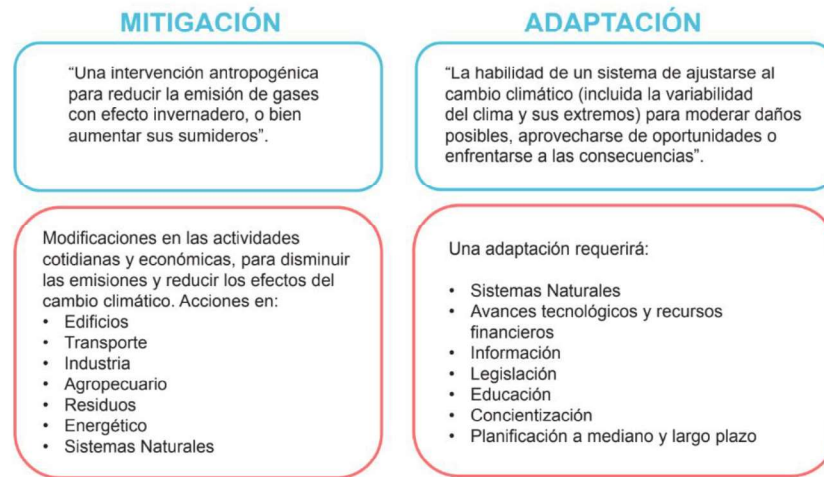 MITIGACIÓN
“Una intervención antropogénica
para reducir la emisión de gases
con efecto invernadero, o bien
aumentar sus sumideros”.
Modificaciones en las actividades
cotidianas y económicas, para disminuir
las emisiones y reducir los efectos del
cambio climático. Acciones en:
• Edificios
• Transporte
• Industria
• Agropecuario
• Residuos
• Energético
• Sistemas Naturales
ADAPTACIÓN
“La habilidad de un sistema de ajustarse al
cambio climático (incluida la variabilidad
del clima y sus extremos) para moderar daños
posibles, aprovecharse de oportunidades o
enfrentarse a las consecuencias”.
Una adaptación requerirá:
• Sistemas Naturales
• Avances tecnológicos y recursos
financieros
• Información
• Legislación
• Educación
• Concientización
• Planificación a mediano y largo plazo